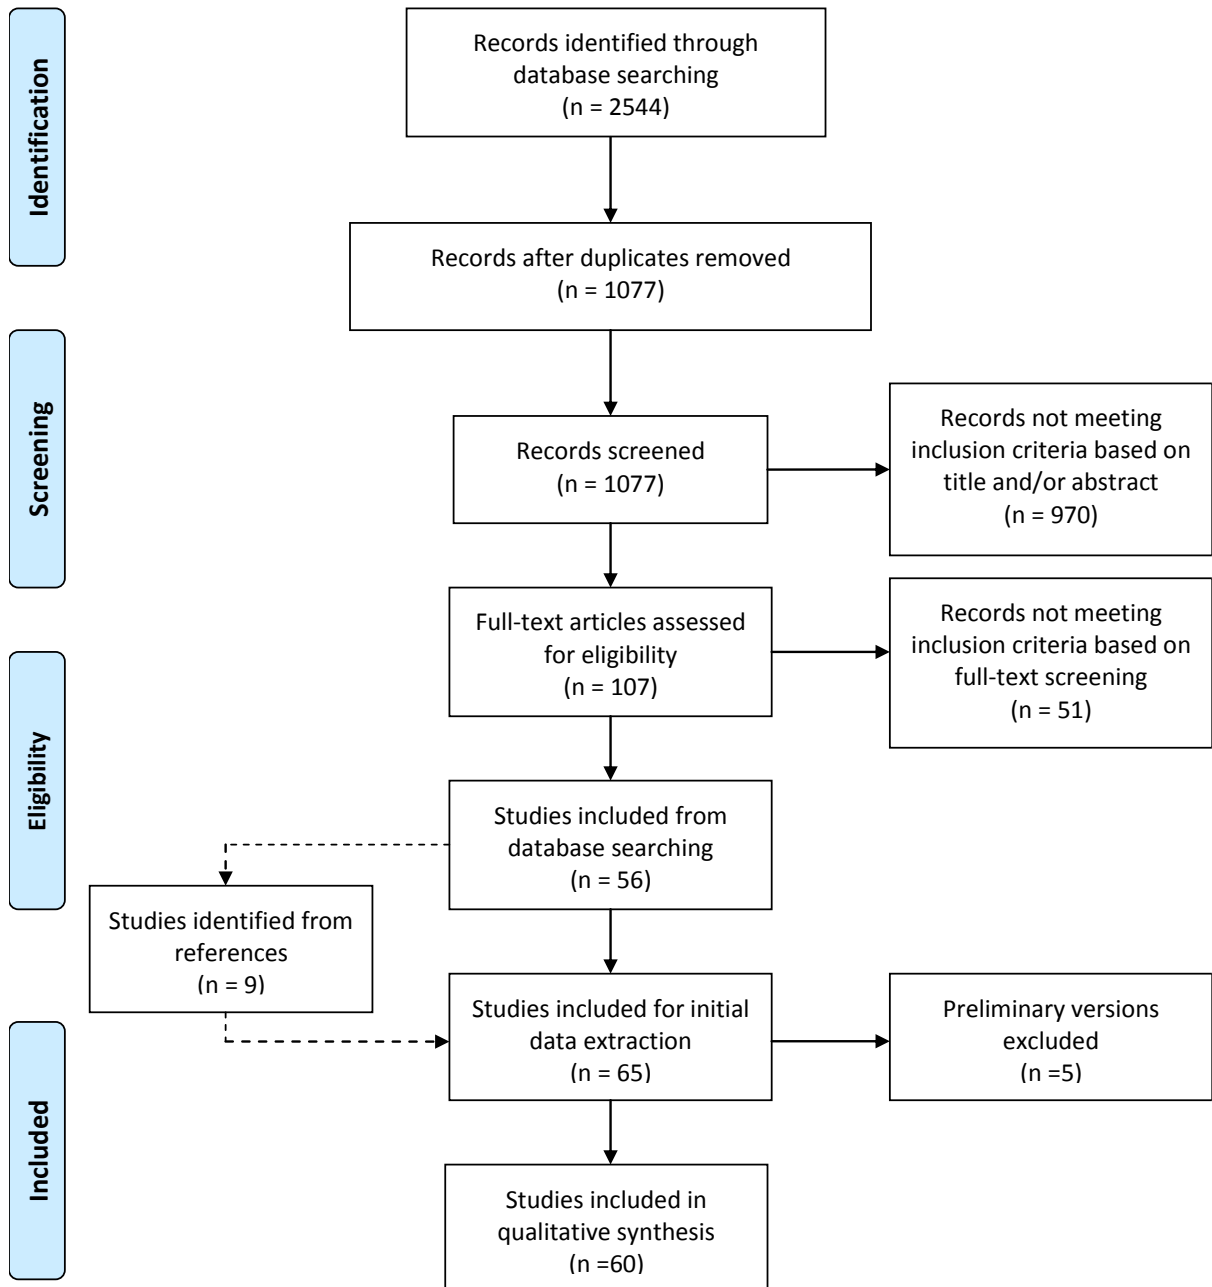 Identification
Records identified through
database searching
(n = 2544)
Records after duplicates removed
(n = 1077)
Screening
Records screened
(n = 1077)
Records not meeting
inclusion criteria based on
title and/or abstract
(n = 970)
Eligibility
Full-text articles assessed
for eligibility
(n = 107)
Records not meeting
inclusion criteria based on
full-text screening
(n = 51)
Studies included from
database searching
(n = 56)
Studies identified from
references
(n = 9)
Included
Studies included for initial
data extraction
(n = 65)
Preliminary versions
excluded
(n =5)
Studies included in
qualitative synthesis
(n =60)